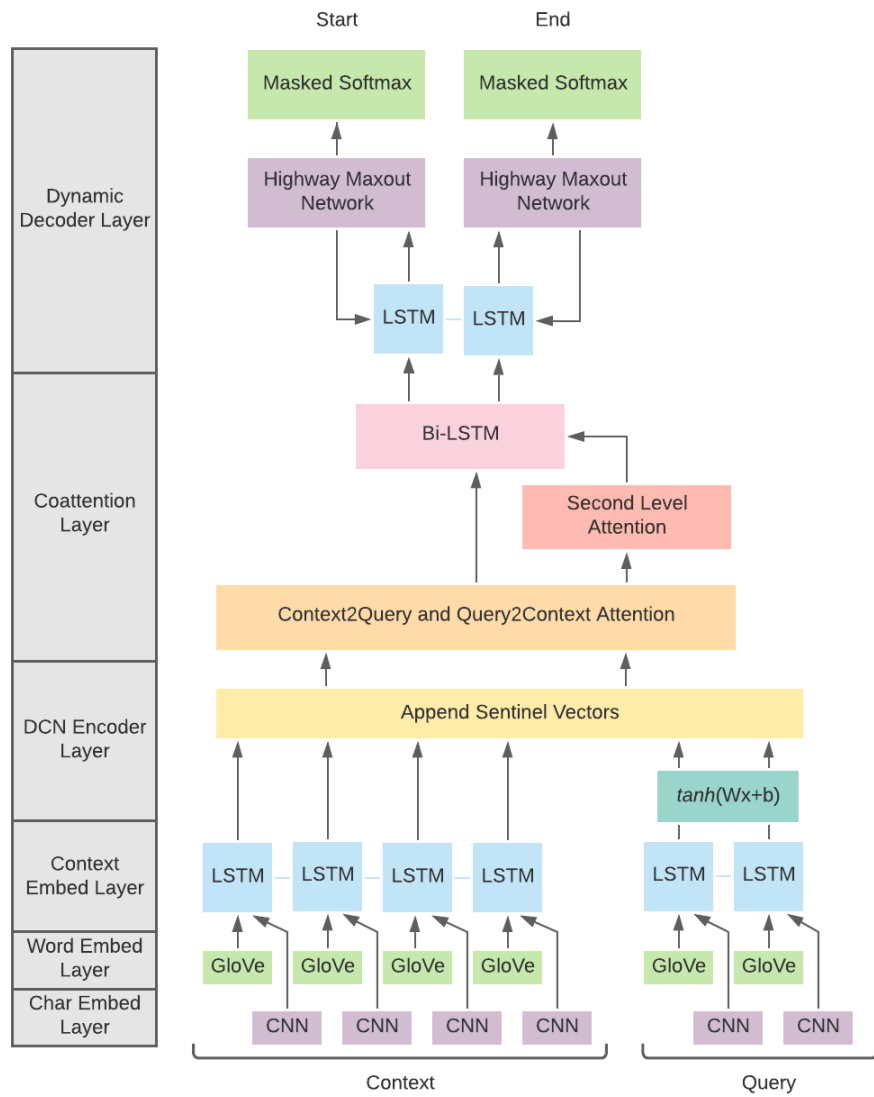 Start
End
Masked Softmax
Masked Softmax
Highway Maxout
Network
Highway Maxout
Network
Dynamic
Decoder Layer
LSTM
LSTM
Bi-LSTM
Coattention
Layer
Second Level
Attention
Context2Query and Query2Context Attention
DCN Encoder
Layer
Append Sentinel Vectors
tanh(Wx+b)
Context
Embed Layer
LSTM
LSTM
LSTM
LSTM
LSTM
LSTM
Word Embed
Layer
GloVe
GloVe
GloVe
GloVe
GloVe
GloVe
Char Embed
Layer
CNN
CNN
CNN
CNN
CNN
CNN
Context
Query